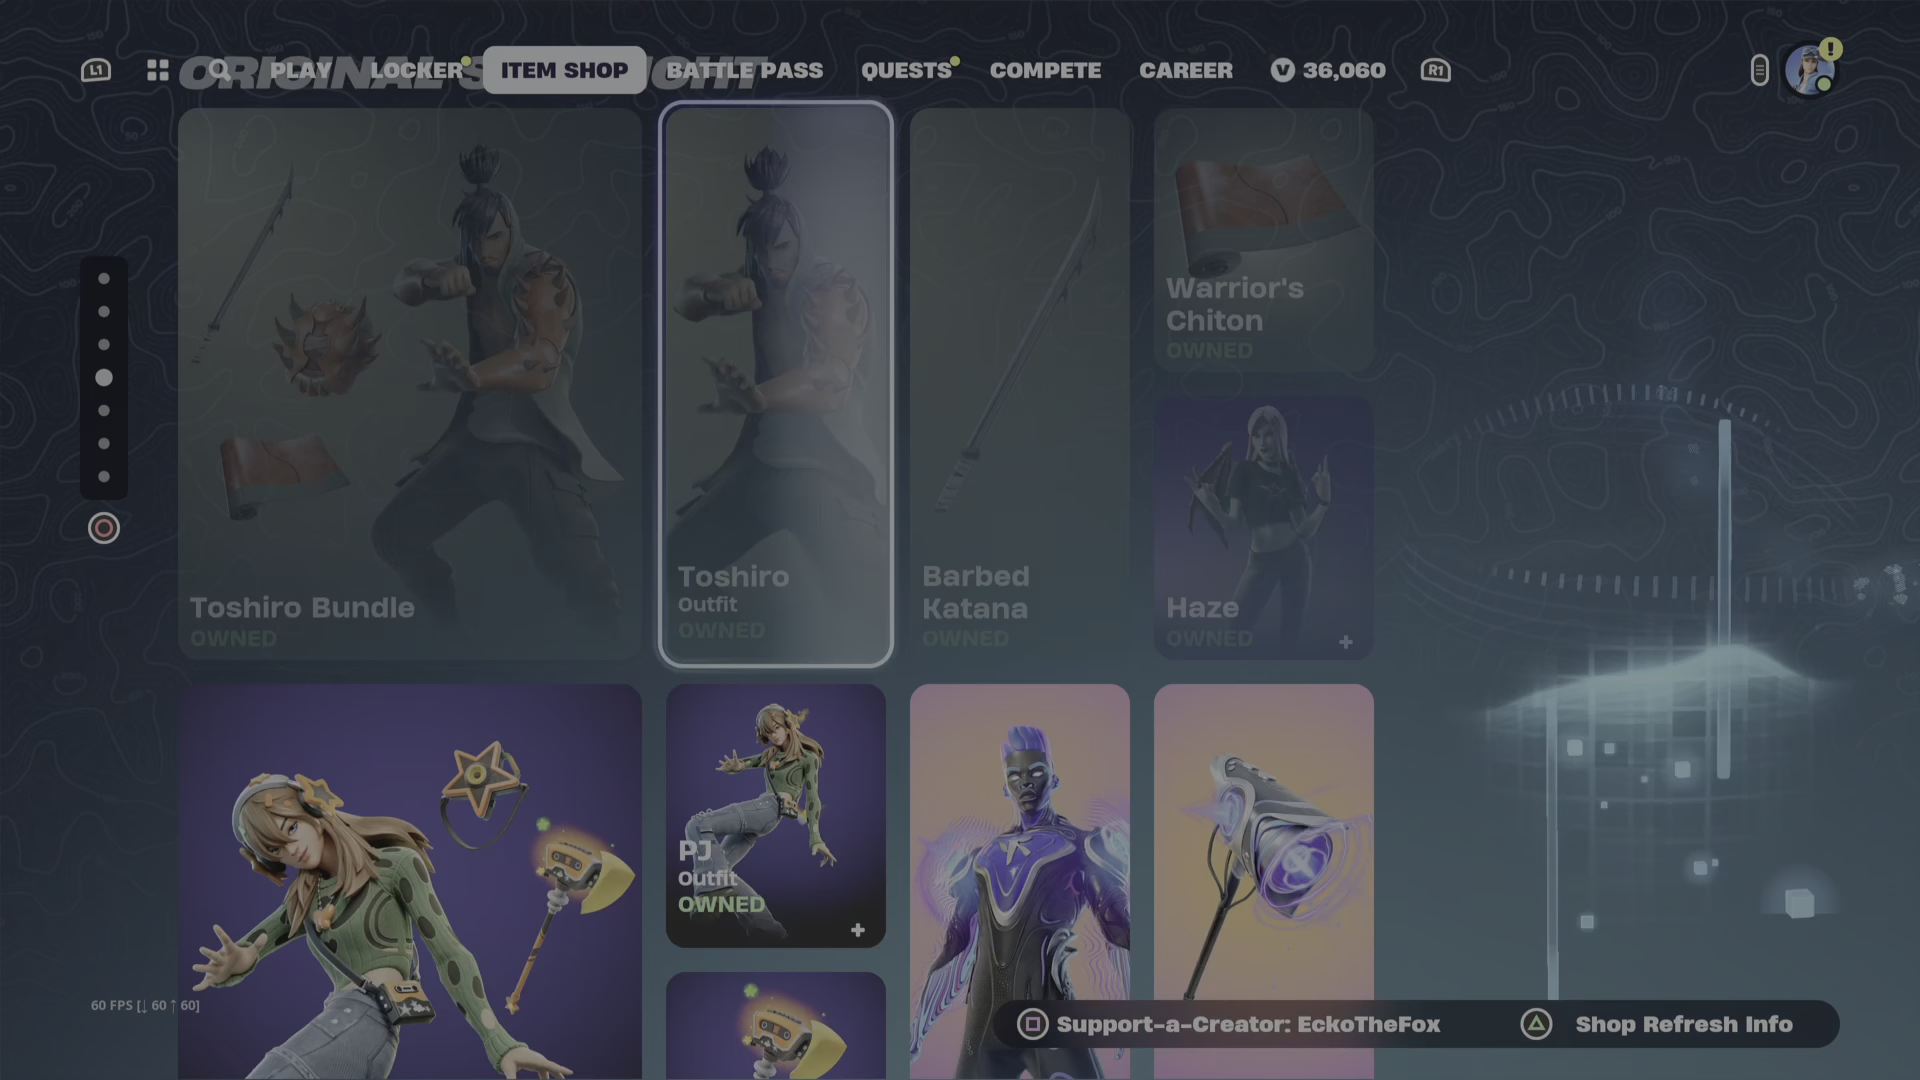 L1
PLAY
LOCKER
ITEM SHOP
BATTLE PASS
QUESTS
COMPETE
CAREER
36,060
R1
Toshiro Bundle
OWNED
Toshiro
Outfit
OWNED
Barbed
Katana
OWNED
Warrior's
Chiton
OWNED
Haze
OWNED
PJ
Outfit
OWNED
60 FPS [↓ 60 ↑ 60]
Support-a-Creator: EckoTheFox
Shop Refresh Info